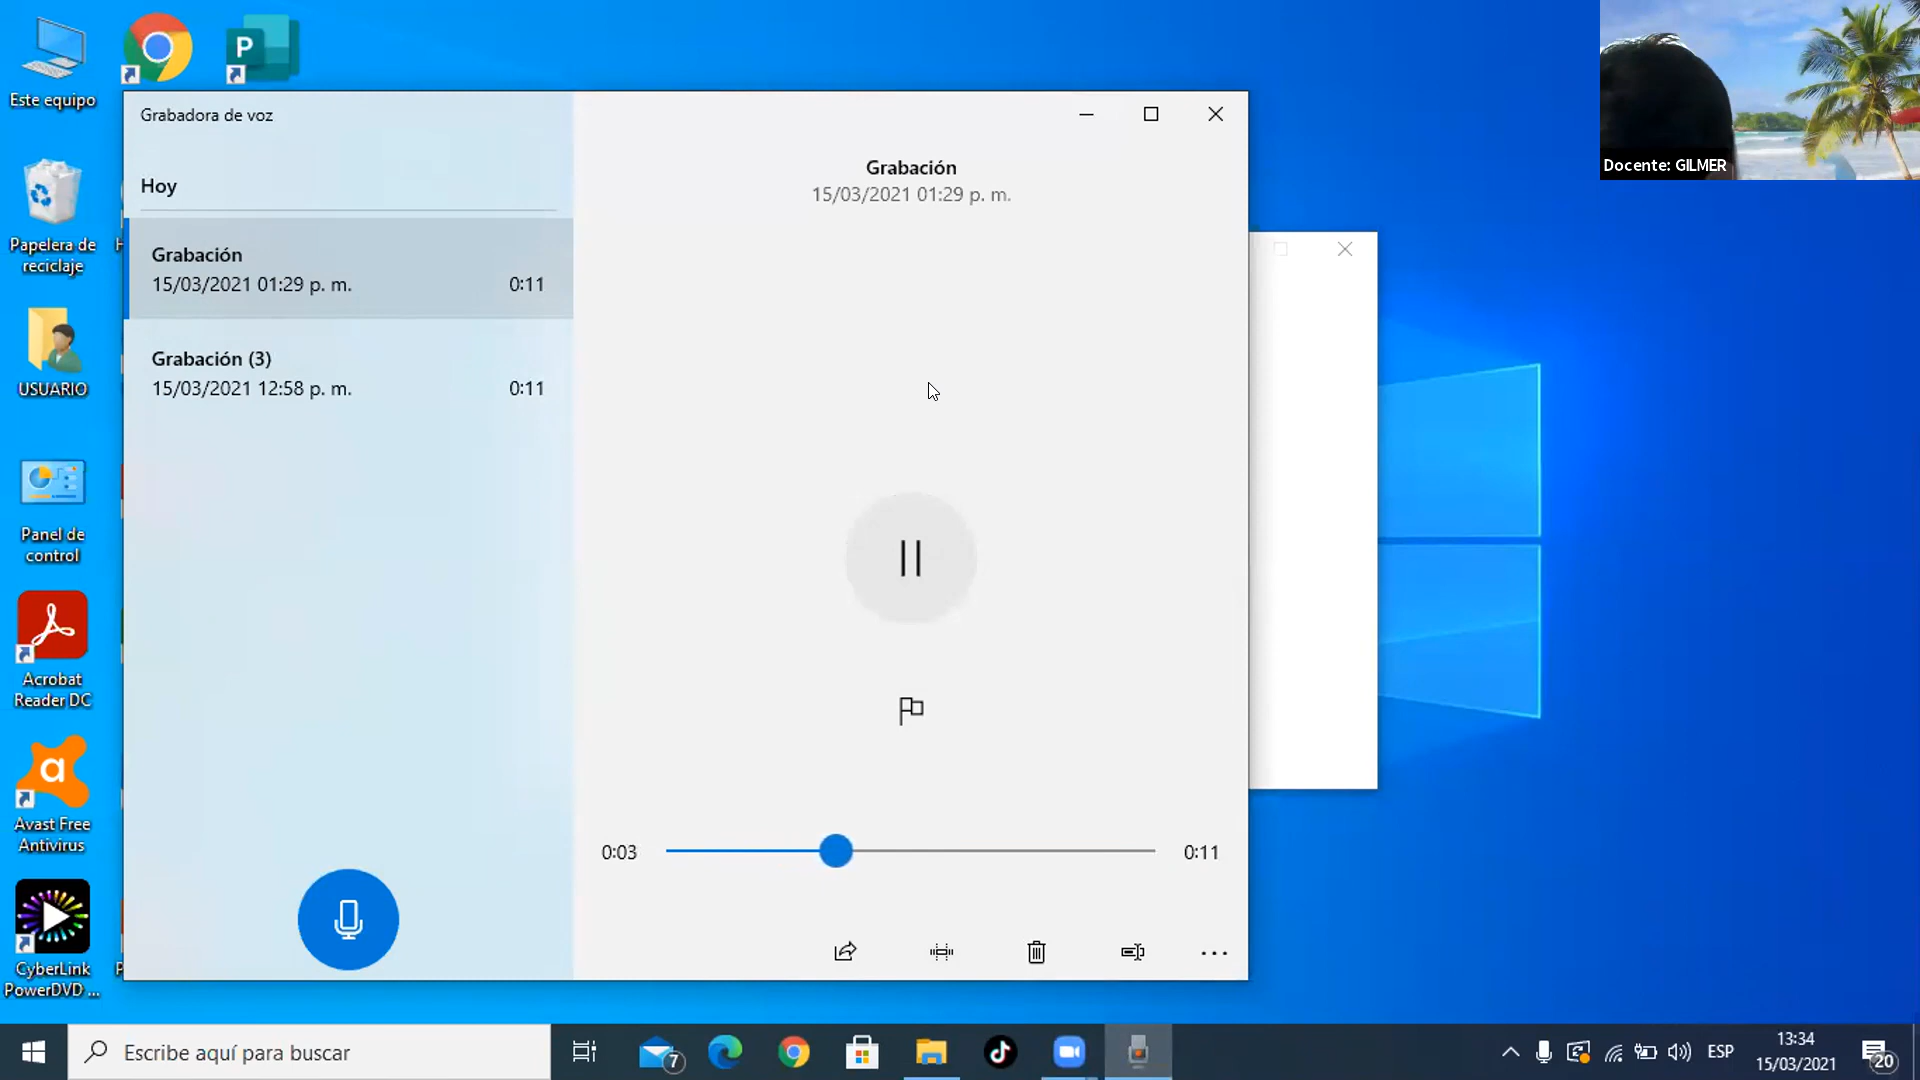 Este equipo
P
Docente: GILMER
Grabadora de voz
Hoy
Grabación
15/03/2021 01:29 p. m.
0:11
Grabación (3)
15/03/2021 12:58 p. m.
0:11
Grabación
15/03/2021 01:29 p. m.
0:03
0:11
Papelera de
reciclaje
USUARIO
Panel de
control
Acrobat
Reader DC
Avast Free
Antivirus
CyberLink
PowerDVD ...
Escribe aquí para buscar
7
ESP
13:34
15/03/2021
20